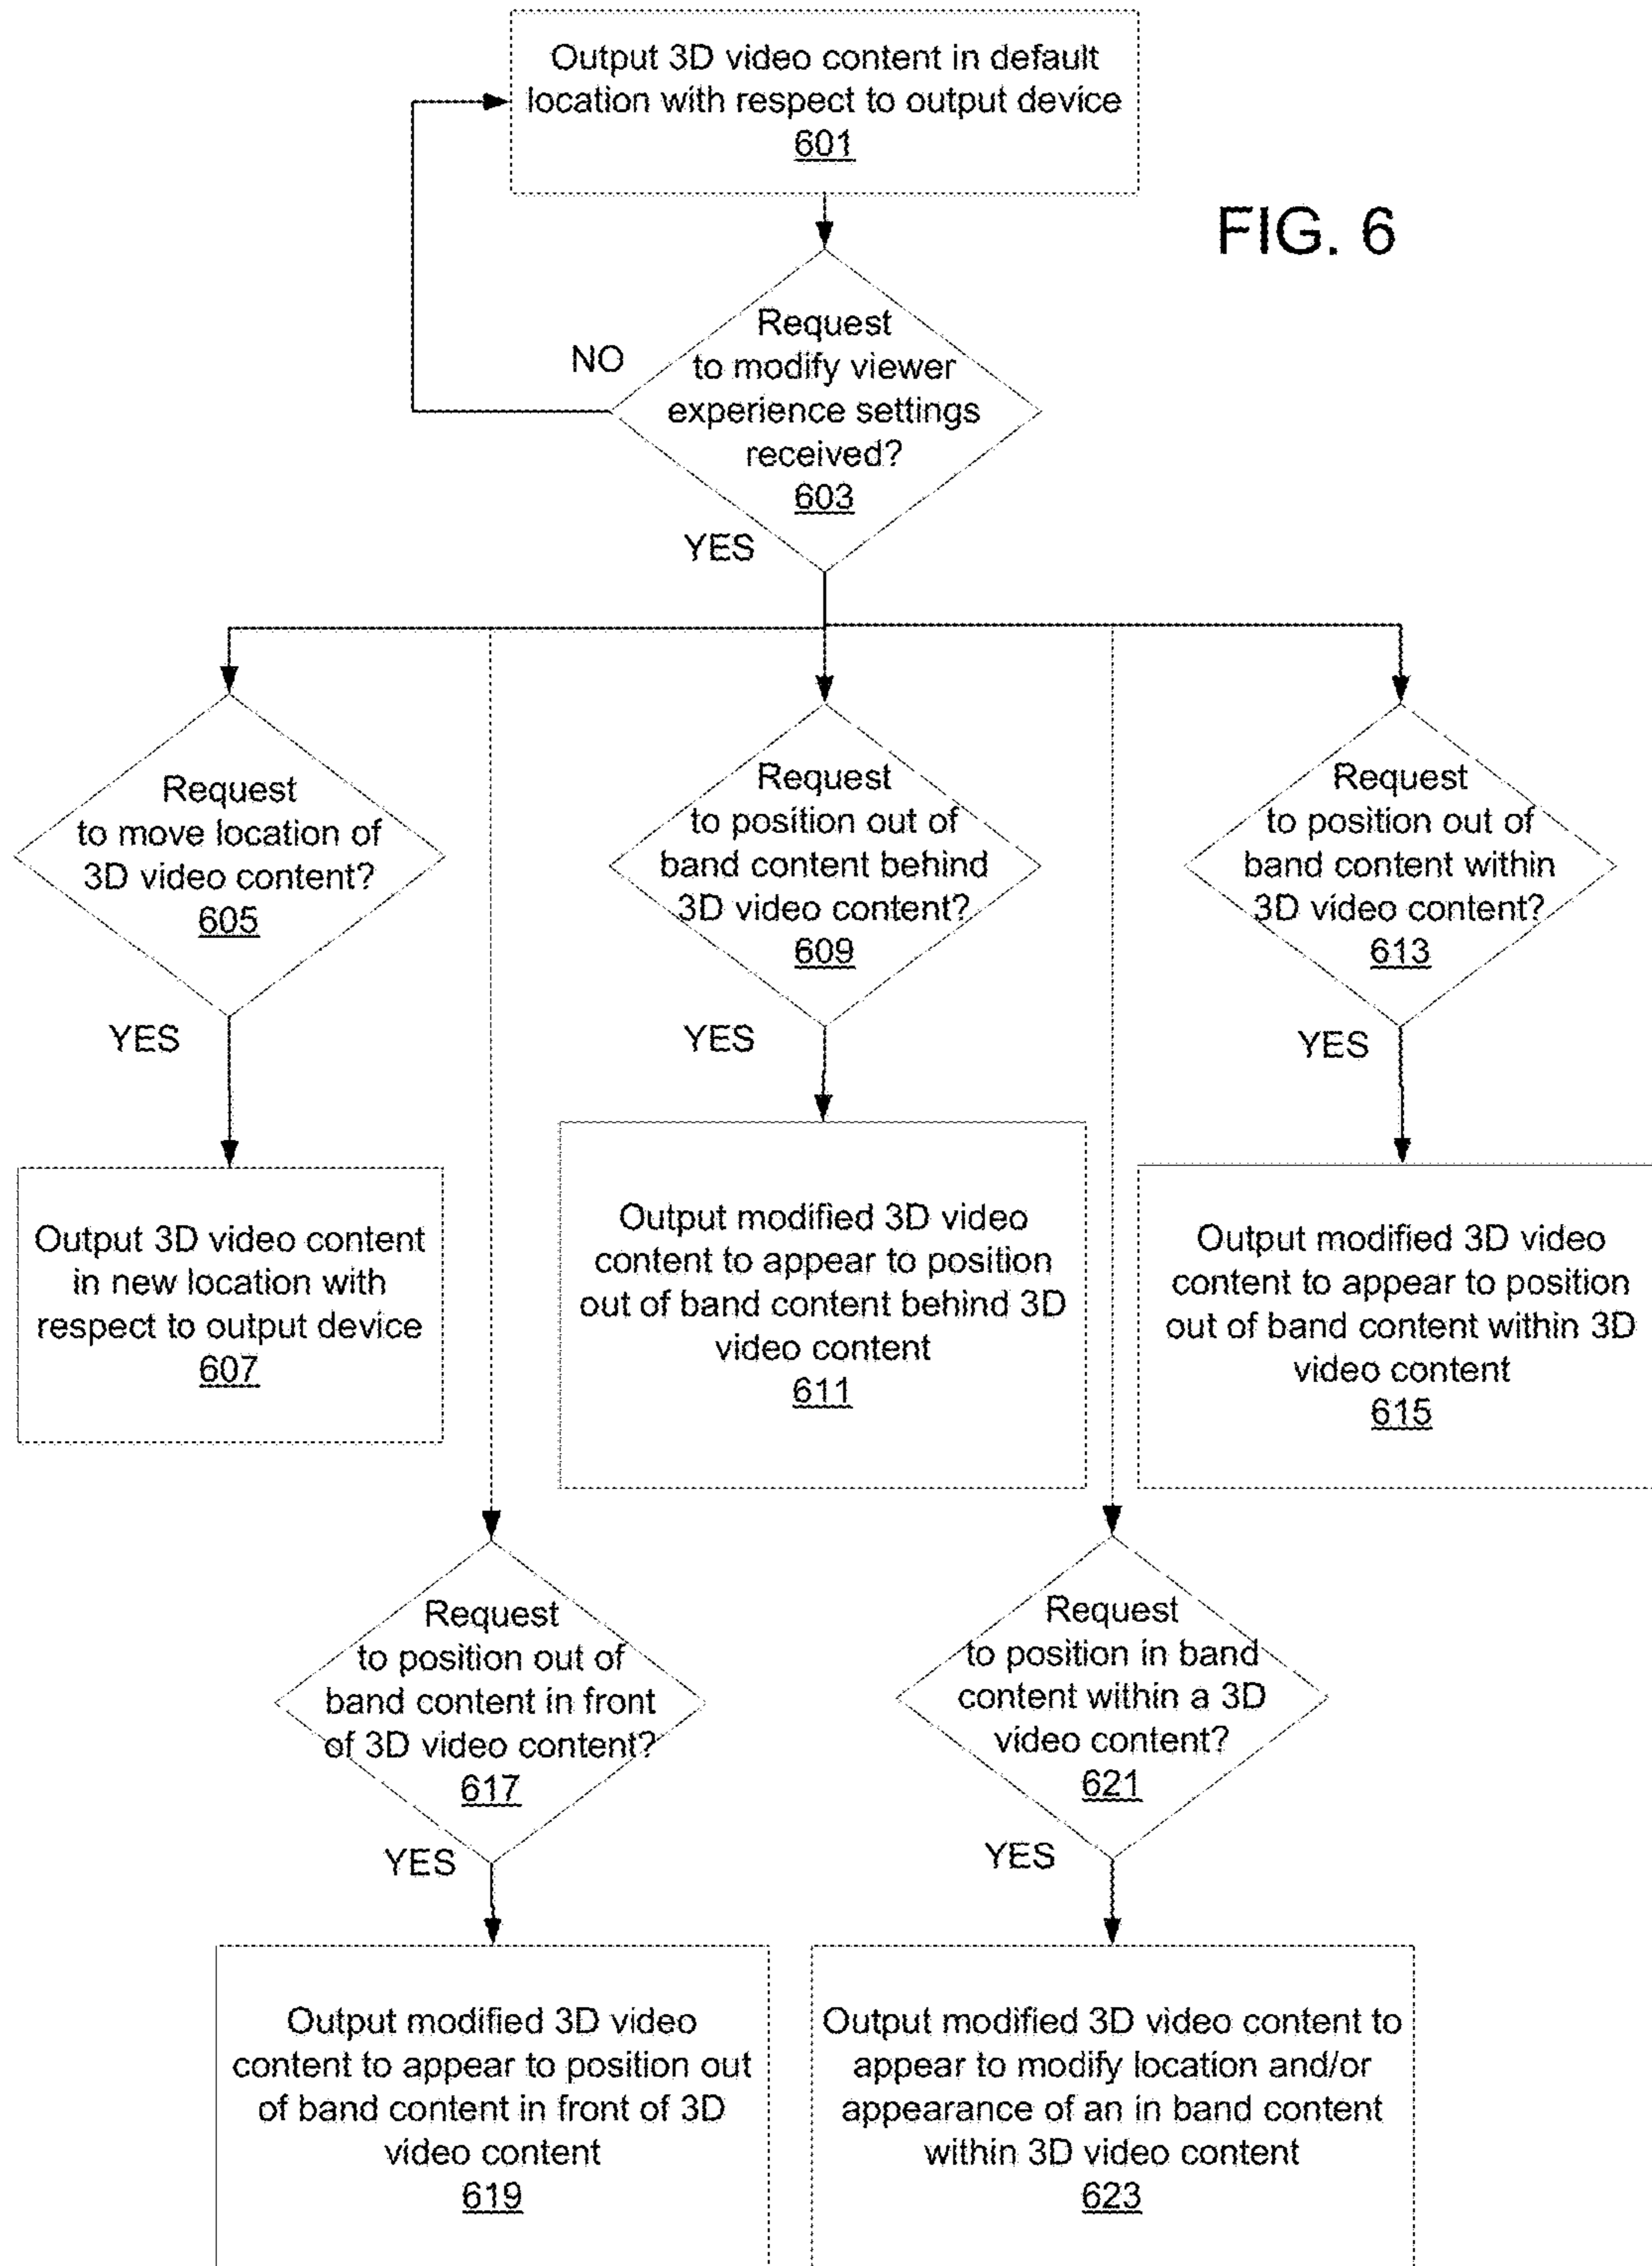 Output 3D video content in default
location with respect to output device
601
FIG. 6
Request
to modify viewer
experience settings
received?
603
NO
YES
Request
to move location of
3D video content?
605
YES
Request
to position out of
band content behind
3D video content?
609
YES
Request
to position out of
band content within
3D video content?
613
YES
Output 3D video content
in new location with
respect to output device
607
Output modified 3D video
content to appear to position
out of band content behind 3D
video content
611
Output modified 3D video
content to appear to position
out of band content within 3D
video content
615
Request
to position out of
band content in front
of 3D video content?
617
YES
Request
to position in band
content within a 3D
video content?
621
YES
Output modified 3D video
content to appear to position out
of band content in front of 3D
video content
619
Output modified 3D video content to
appear to modify location and/or
appearance of an in band content
within 3D video content
623